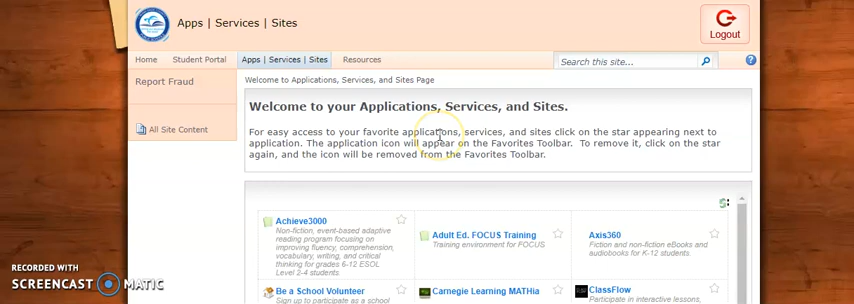 Apps | Services | Sites
Logout
Home Student Portal Apps | Services | Sites Resources
Search this site...
?
Report Fraud
All Site Content
Welcome to Applications, Services, and Sites Page
Welcome to your Applications, Services, and Sites.
For easy access to your favorite applications, services, and sites click on the star appearing next to
application. The application icon will appear on the Favorites Toolbar. To remove it, click on the star
again, and the icon will be removed from the Favorites Toolbar.
Achieve3000
Non-fiction, event-based adaptive
reading program focusing on
improving fluency, comprehension,
vocabulary, writing, and critical
thinking for grades 6-12 ESOL
Level 2-4 students.
Adult Ed. FOCUS Training
Training environment for FOCUS
Axis360
Fiction and non-fiction eBooks and
audiobooks for K-12 students.
Be a School Volunteer
Sign up to participate as a school
Carnegie Learning MATHia
ClassFlow
Participate in interactive lessons,
RECORDED WITH
SCREENCAST MATIC